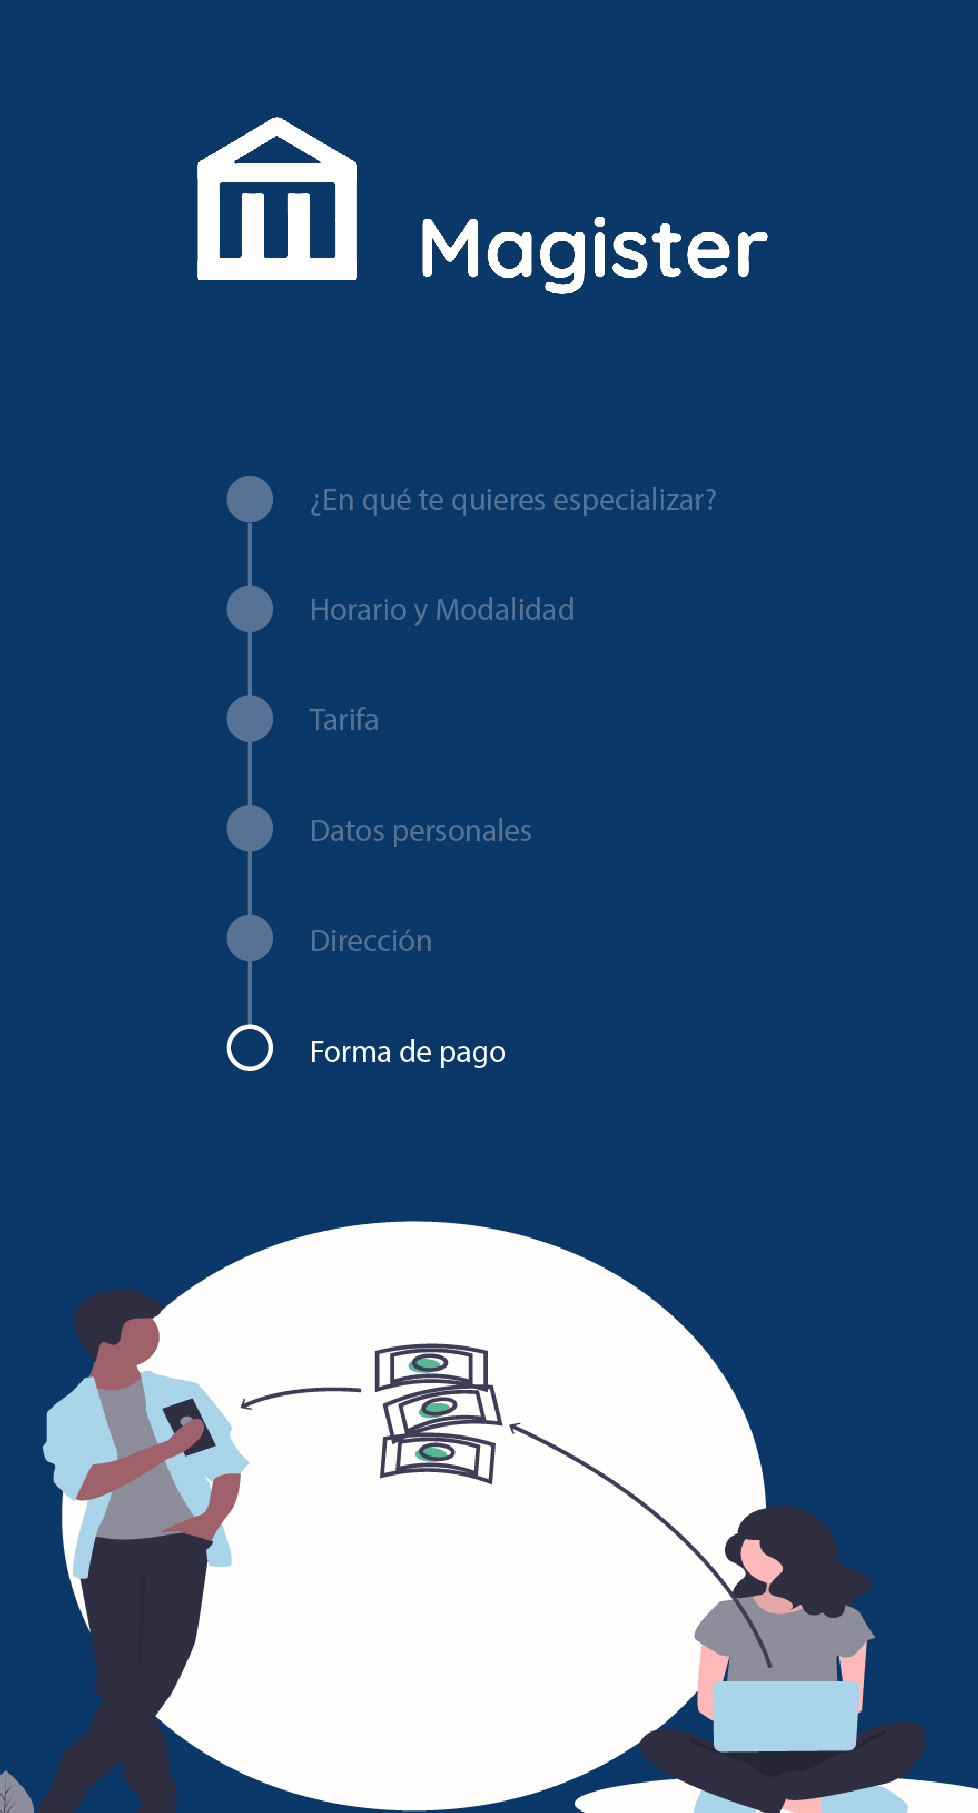 Magister
¿En qué te quieres especializar?
Horario y Modalidad
Tarifa
Datos personales
Dirección
Forma de pago